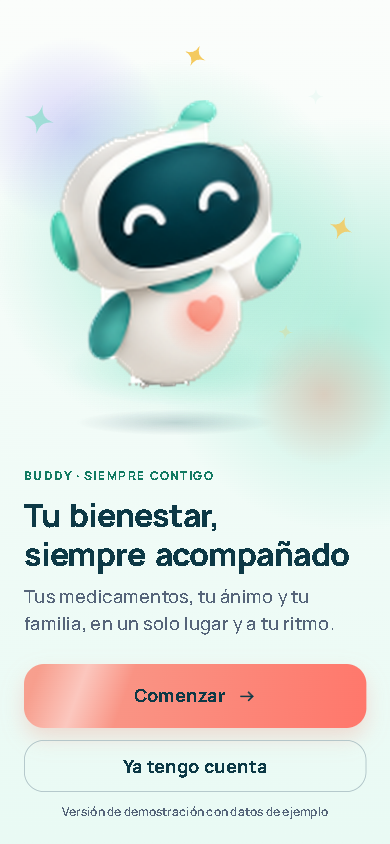 BUDDY · SIEMPRE CONTIGO
Tu bienestar,
siempre acompañado
Tus medicamentos, tu ánimo y tu
familia, en un solo lugar y a tu ritmo.
Comenzar →
Ya tengo cuenta
Versión de demostración con datos de ejemplo